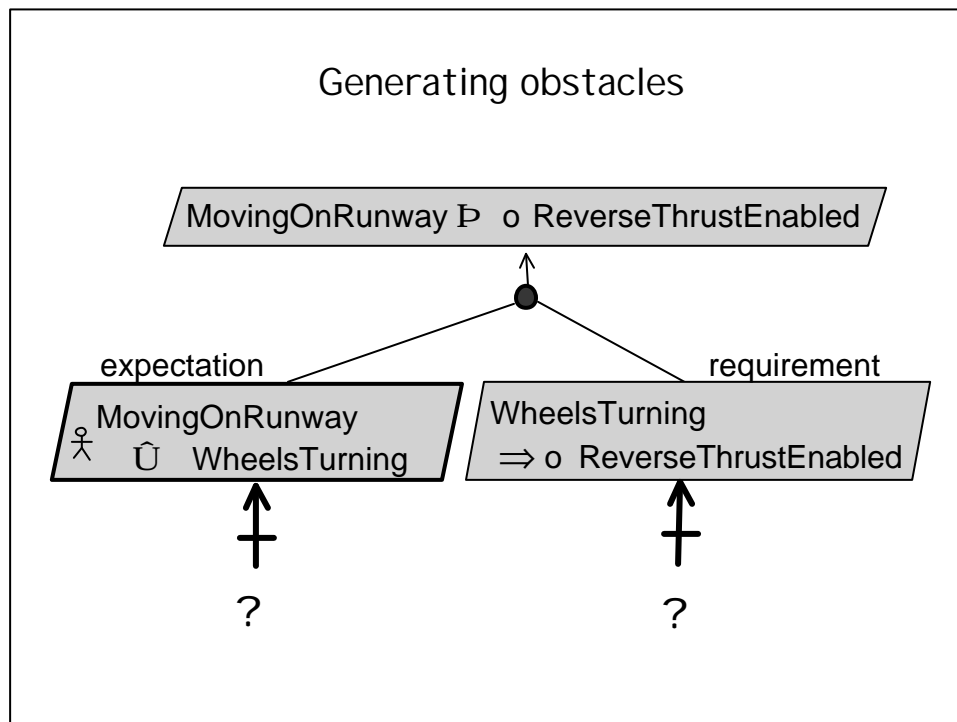 Generating obstacles
MovingOnRunway Þ o ReverseThrustEnabled
expectation
requirement
MovingOnRunway
Û WheelsTurning
WheelsTurning
⇒ o ReverseThrustEnabled
?
?